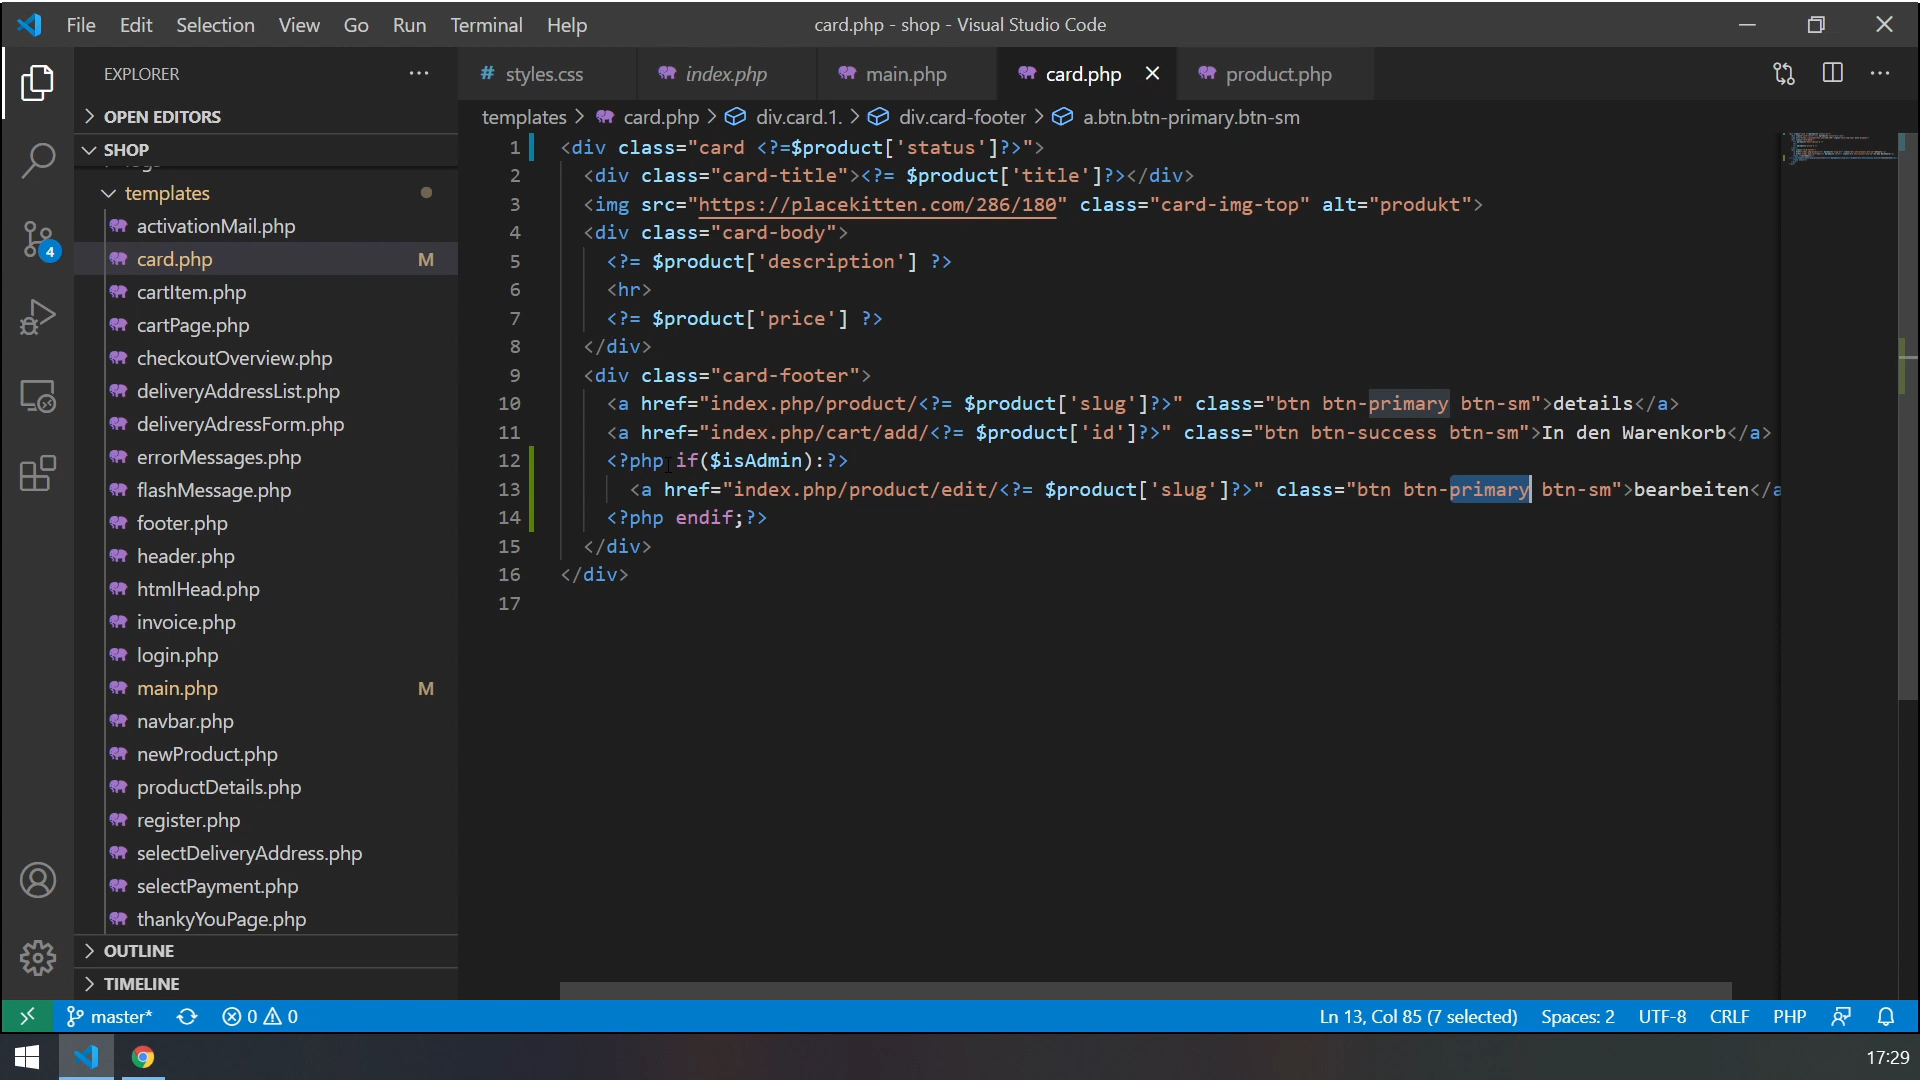 File Edit Selection View Go Run Terminal Help
card.php - shop - Visual Studio Code
EXPLORER
OPEN EDITORS
SHOP
templates
activationMail.php
card.php M
cartItem.php
cartPage.php
checkoutOverview.php
deliveryAddressList.php
deliveryAdressForm.php
errorMessages.php
flashMessage.php
footer.php
header.php
htmlHead.php
invoice.php
login.php
main.php M
navbar.php
newProduct.php
productDetails.php
register.php
selectDeliveryAddress.php
selectPayment.php
thankyYouPage.php
OUTLINE
TIMELINE
4
# styles.css index.php main.php card.php product.php
templates > card.php > div.card.1. > div.card-footer > a.btn.btn-primary.btn-sm
1 <div class="card <?=$product['status']?>">
2 <div class="card-title"><?= $product['title']?></div>
3 <img src="https://placekitten.com/286/180" class="card-img-top" alt="produkt">
4 <div class="card-body">
5 <?= $product['description'] ?>
6 <hr>
7 <?= $product['price'] ?>
8 </div>
9 <div class="card-footer">
10 <a href="index.php/product/<?= $product['slug']?>" class="btn btn-primary btn-sm">details</a>
11 <a href="index.php/cart/add/<?= $product['id']?>" class="btn btn-success btn-sm">In den Warenkorb</a>
12 <?php if($isAdmin):?>
13 <a href="index.php/product/edit/<?= $product['slug']?>" class="btn btn-primary btn-sm">bearbeiten</a
14 <?php endif;?>
15 </div>
16 </div>
17
master* 0 0
Ln 13, Col 85 (7 selected) Spaces: 2 UTF-8 CRLF PHP
17:29